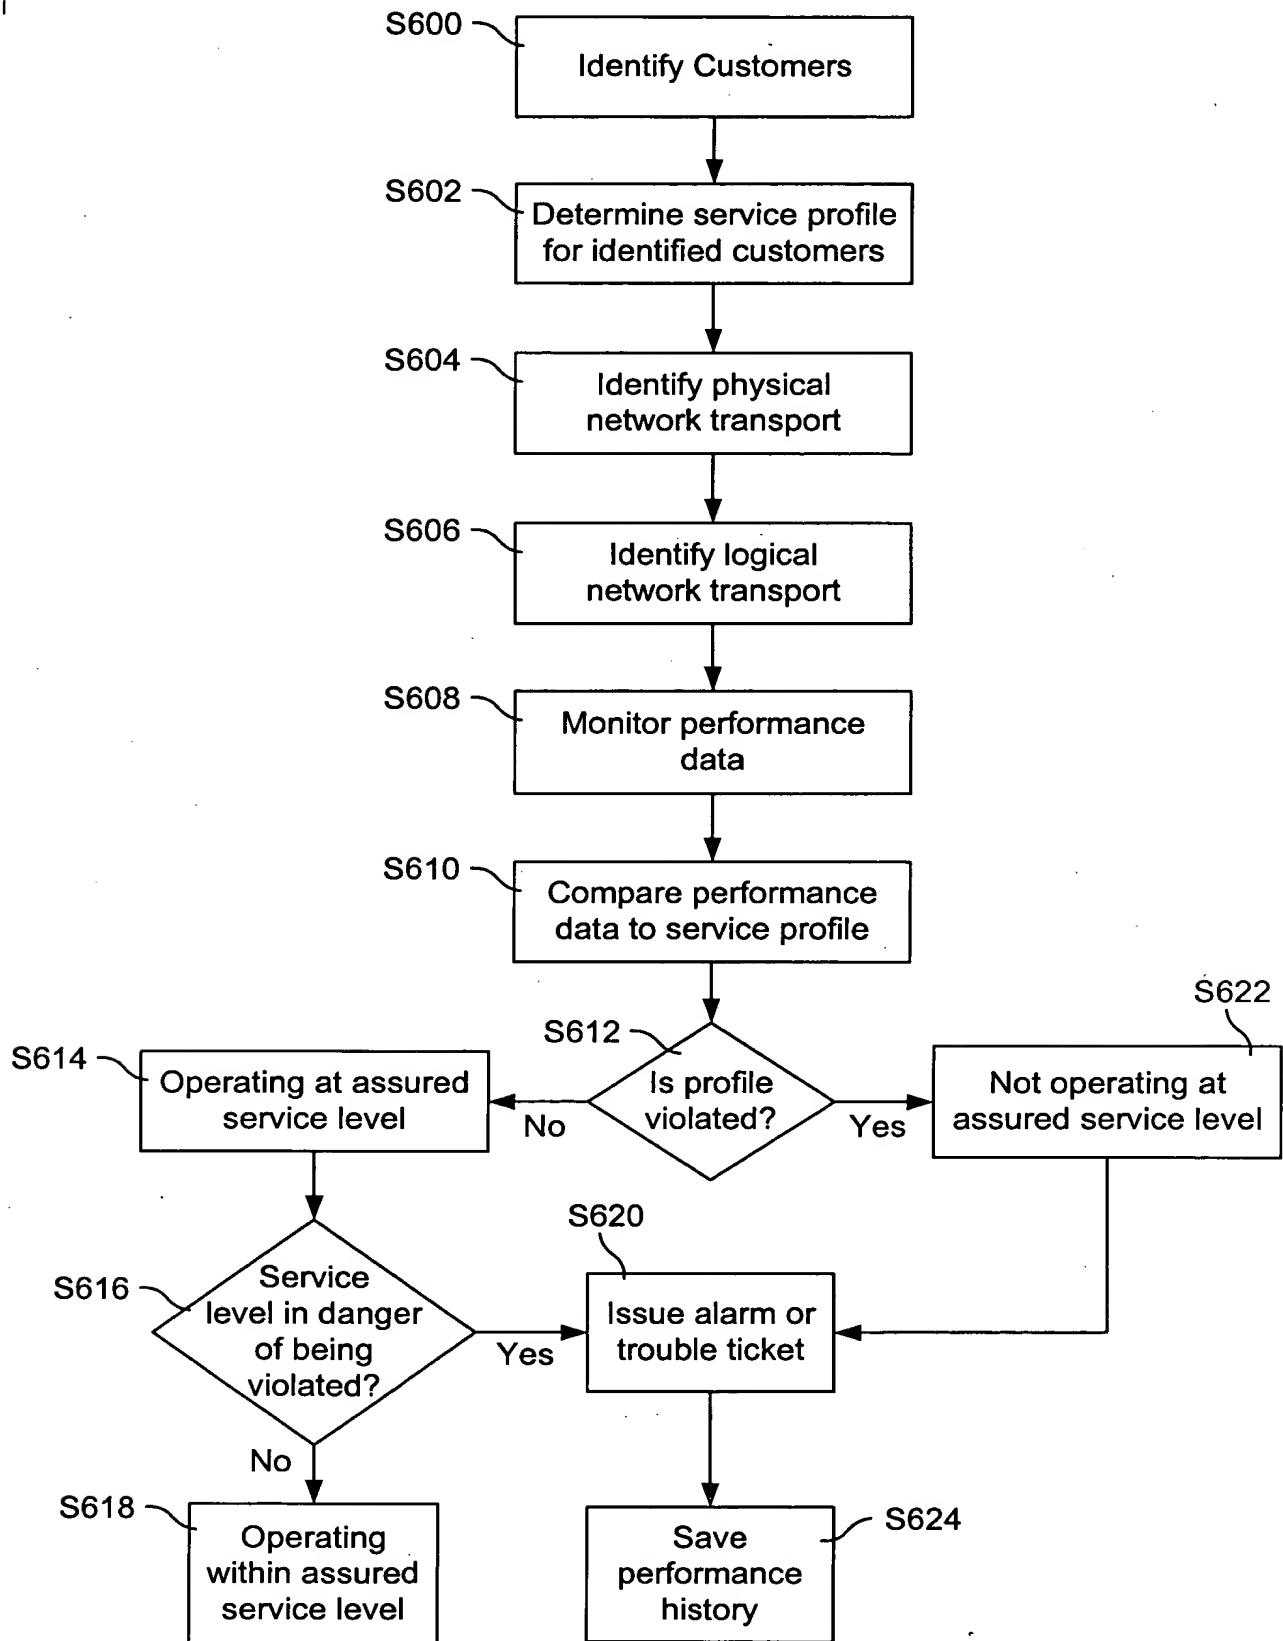 S600
Identify Customers
S602
Determine service profile
for identified customers
S604
Identify physical
network transport
S606
Identify logical
network transport
S608
Monitor performance
data
S610
Compare performance
data to service profile
S612
Is profile
violated?
No
Yes
S614
Operating at assured
service level
S622
Not operating at
assured service level
S616
Service
level in danger
of being
violated?
Yes
No
S620
Issue alarm or
trouble ticket
S618
Operating
within assured
service level
S624
Save
performance
history